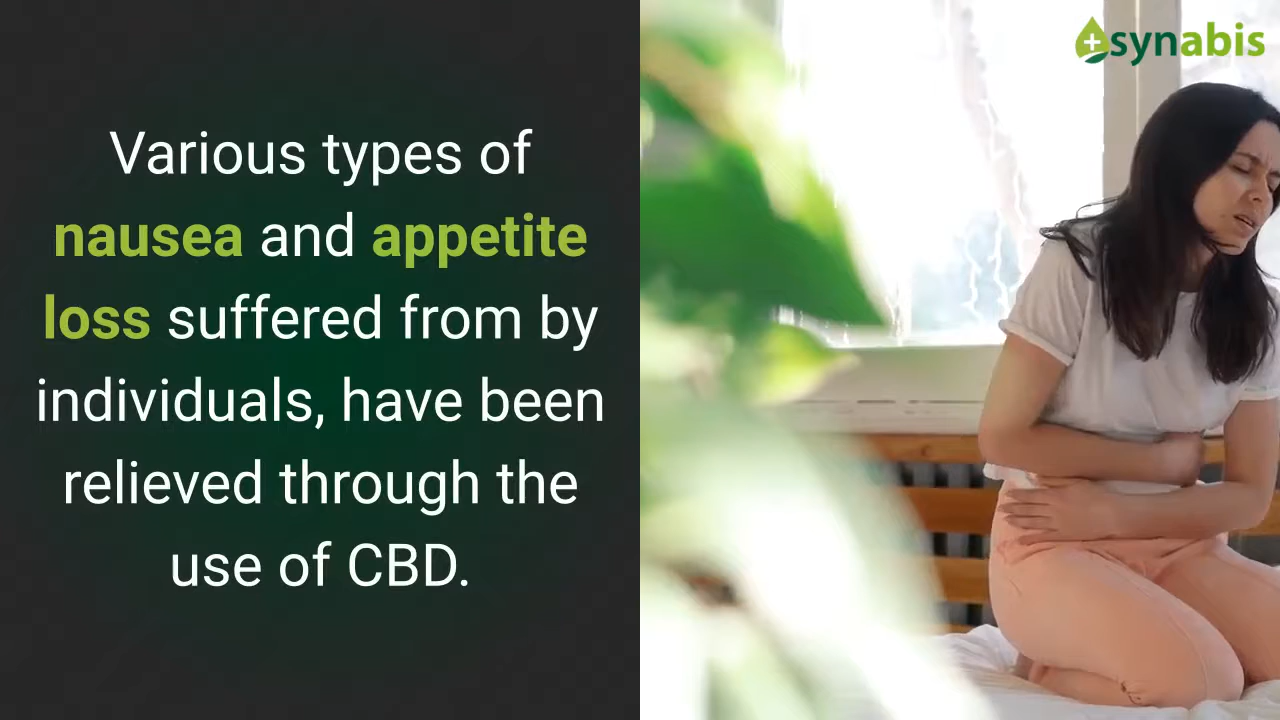 synabis
Various types of
nausea and appetite
loss suffered from by
individuals, have been
relieved through the
use of CBD.